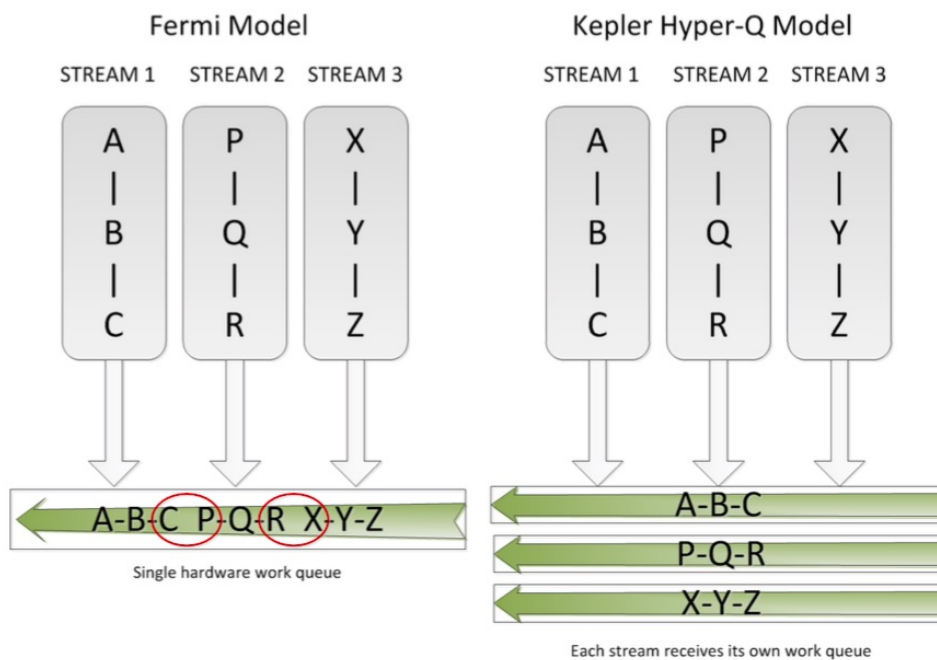 Fermi Model
STREAM 1 STREAM 2 STREAM 3
A P X
| | |
B Q Y
| | |
C R Z
A-B-C P-Q-R X-Y-Z
Single hardware work queue
Kepler Hyper-Q Model
STREAM 1 STREAM 2 STREAM 3
A P X
| | |
B Q Y
| | |
C R Z
A-B-C
P-Q-R
X-Y-Z
Each stream receives its own work queue